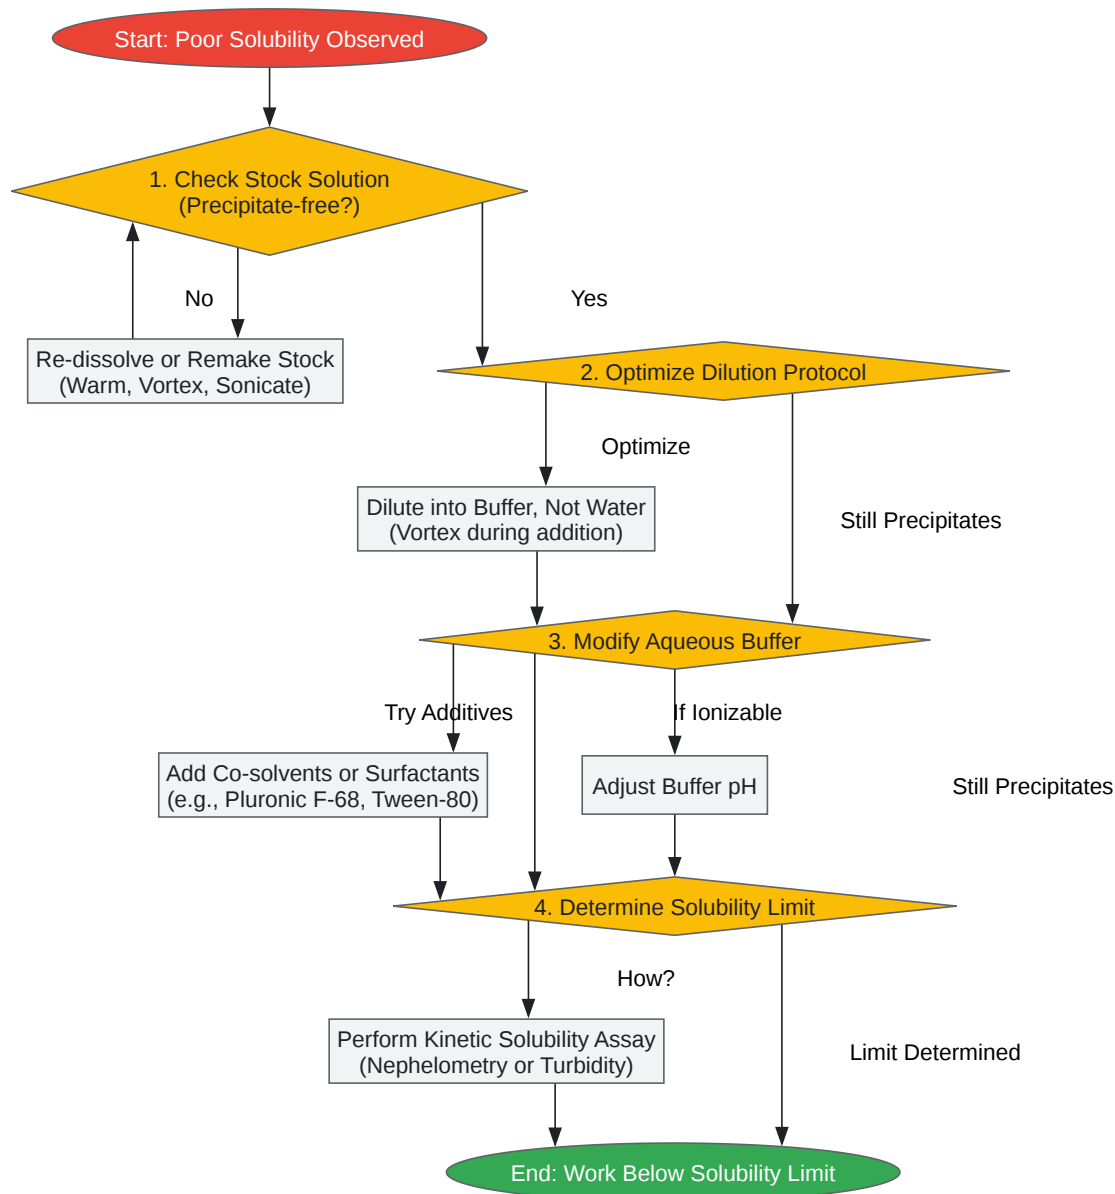 Start: Poor Solubility Observed
1. Check Stock Solution
(Precipitate-free?)
No
Yes
Re-dissolve or Remake Stock
(Warm, Vortex, Sonicate)
2. Optimize Dilution Protocol
Optimize
Dilute into Buffer, Not Water
(Vortex during addition)
Still Precipitates
3. Modify Aqueous Buffer
Try Additives
If Ionizable
Add Co-solvents or Surfactants
(e.g., Pluronic F-68, Tween-80)
Adjust Buffer pH
Still Precipitates
4. Determine Solubility Limit
How?
Perform Kinetic Solubility Assay
(Nephelometry or Turbidity)
Limit Determined
End: Work Below Solubility Limit